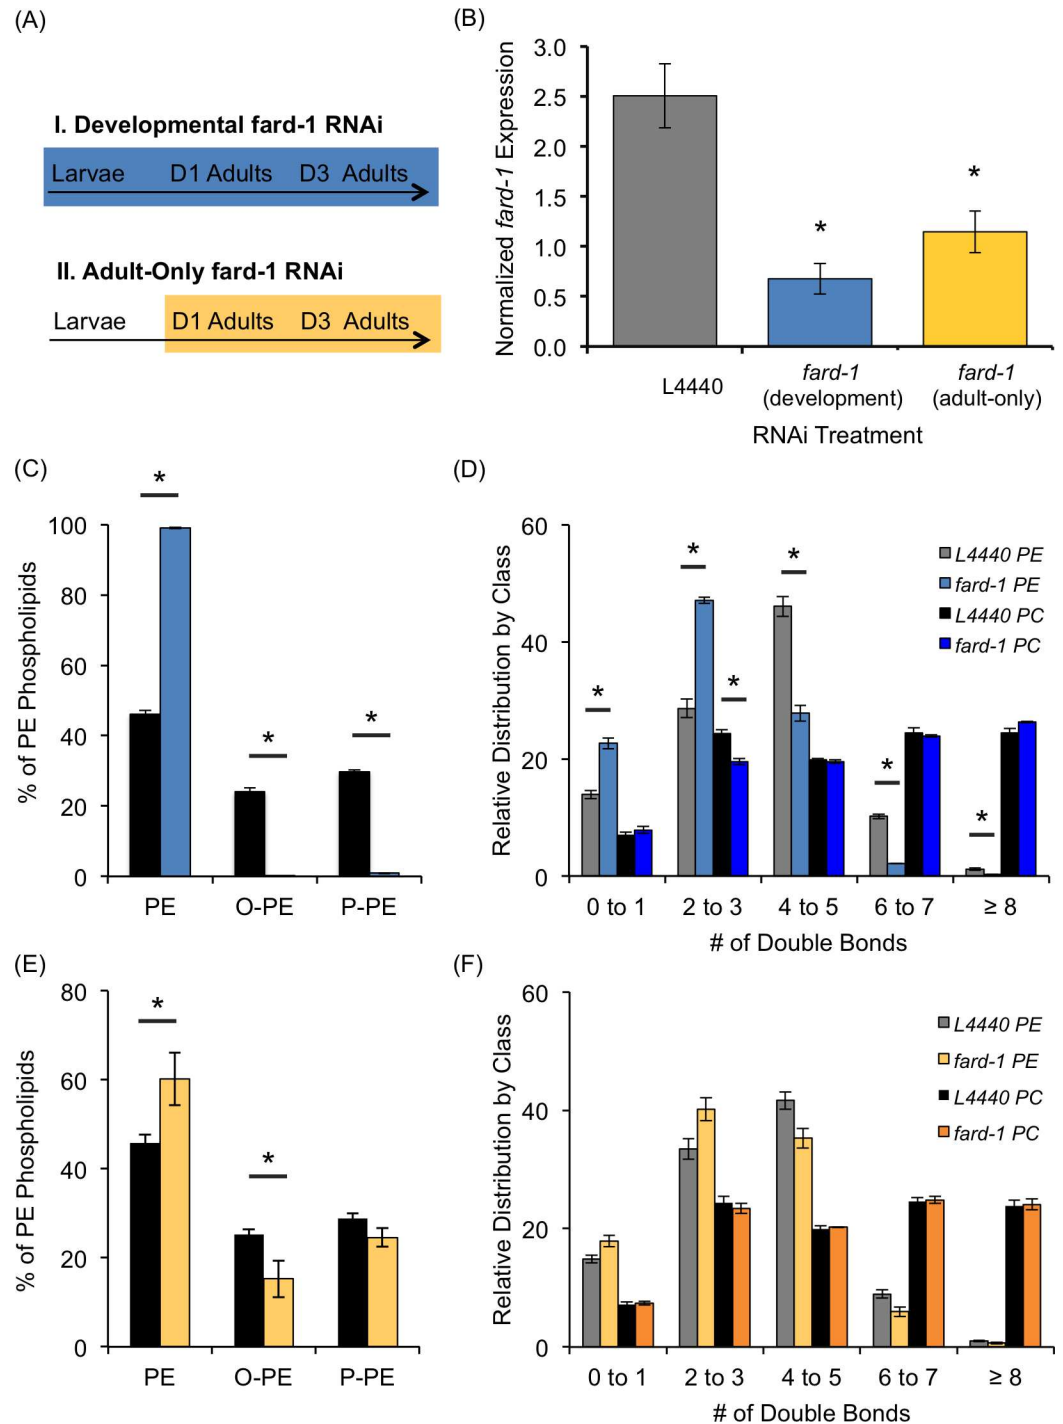 (A)
I. Developmental fard-1 RNAi
Larvae D1 Adults D3 Adults
II. Adult-Only fard-1 RNAi
Larvae D1 Adults D3 Adults
(B)
Normalized fard-1 Expression
3.0
2.5
2.0
1.5
1.0
0.5
0.0
*
*
L4440
fard-1
(development)
fard-1
(adult-only)
RNAi Treatment
(C)
% of PE Phospholipids
100
80
60
40
20
0
*
*
*
PE O-PE P-PE
(D)
Relative Distribution by Class
60
40
20
0
*
*
*
*
*
*
L4440 PE
fard-1 PE
L4440 PC
fard-1 PC
0 to 1 2 to 3 4 to 5 6 to 7 ≥ 8
# of Double Bonds
(E)
% of PE Phospholipids
80
60
40
20
0
*
*
PE O-PE P-PE
(F)
Relative Distribution by Class
60
40
20
0
L4440 PE
fard-1 PE
L4440 PC
fard-1 PC
0 to 1 2 to 3 4 to 5 6 to 7 ≥ 8
# of Double Bonds